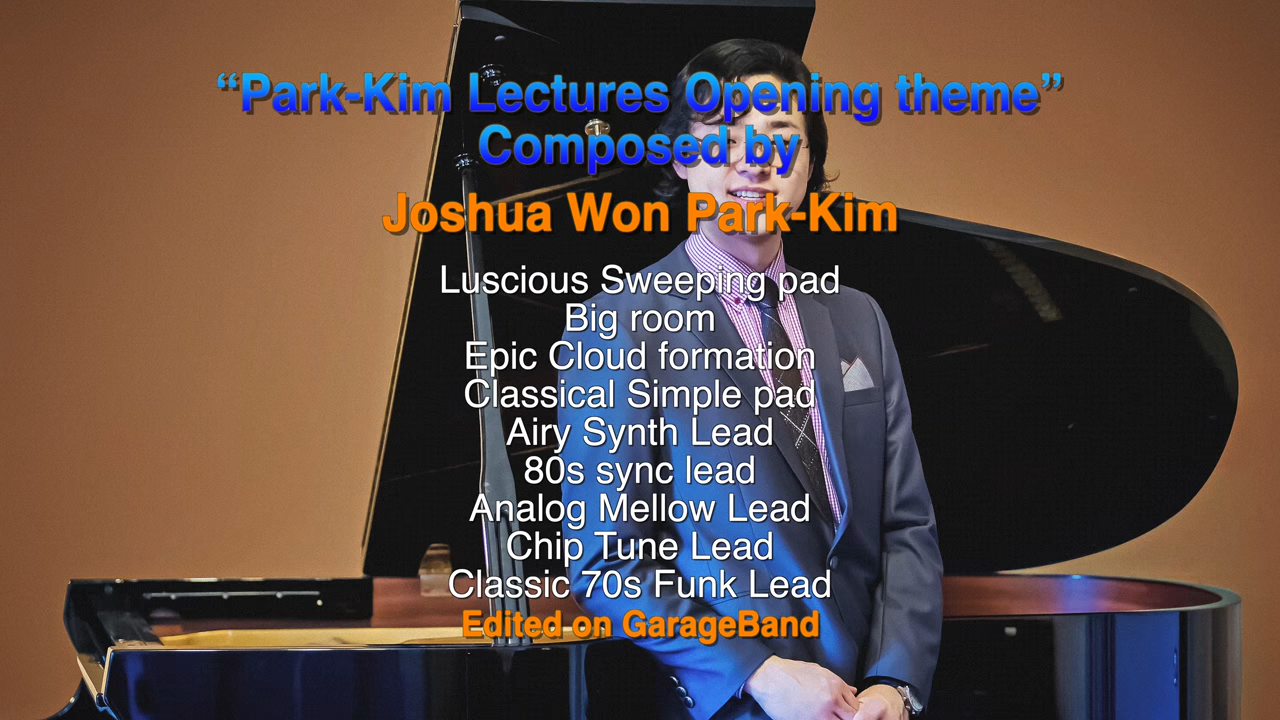 “Park-Kim Lectures Opening theme”
Composed by
Joshua Won Park-Kim
Luscious Sweeping pad
Big room
Epic Cloud formation
Classical Simple pad
Airy Synth Lead
80s sync lead
Analog Mellow Lead
Chip Tune Lead
Classic 70s Funk Lead
Edited on GarageBand